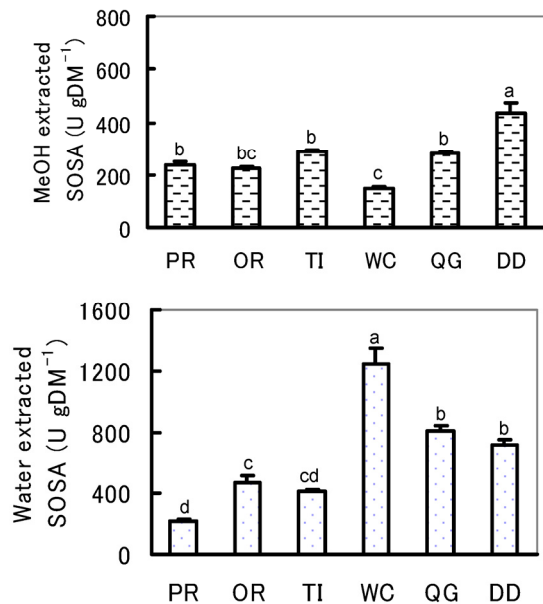 MeOH extracted
SOSA (U gDM⁻¹)
800
600
400
200
0
b
bc
b
c
b
a
PR OR TI WC QG DD
Water extracted
SOSA (U gDM⁻¹)
1600
1200
800
400
0
d
c
cd
a
b
b
PR OR TI WC QG DD